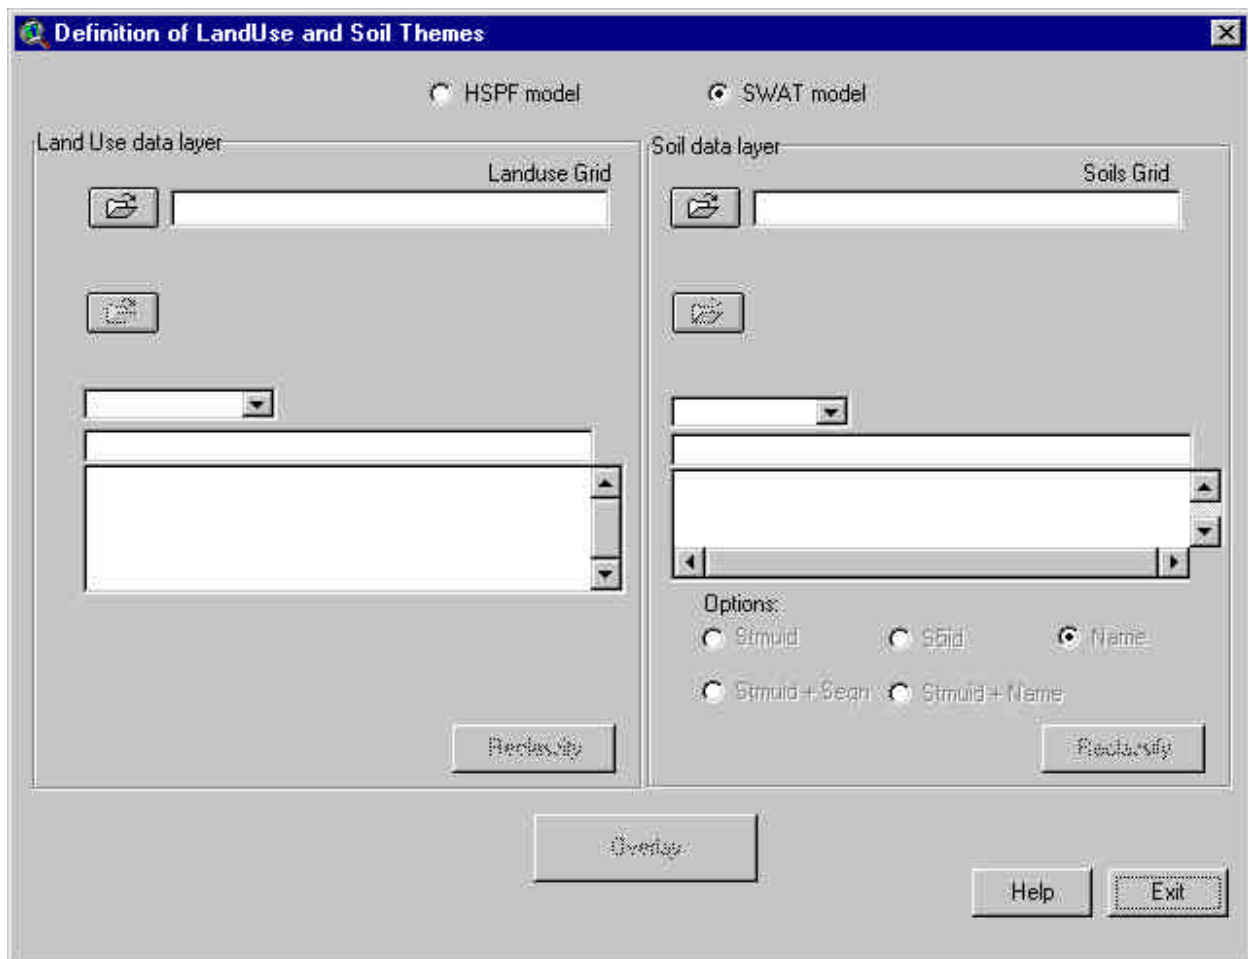 Definition of LandUse and Soil Themes
HSPF model
SWAT model
Land Use data layer
Landuse Grid
Soil data layer
Soils Grid
Options:
Stmuid
S5id
Name
Stmuid + Seqn
Stmuid + Name
Reclassify
Reclassify
Overlay
Help
Exit